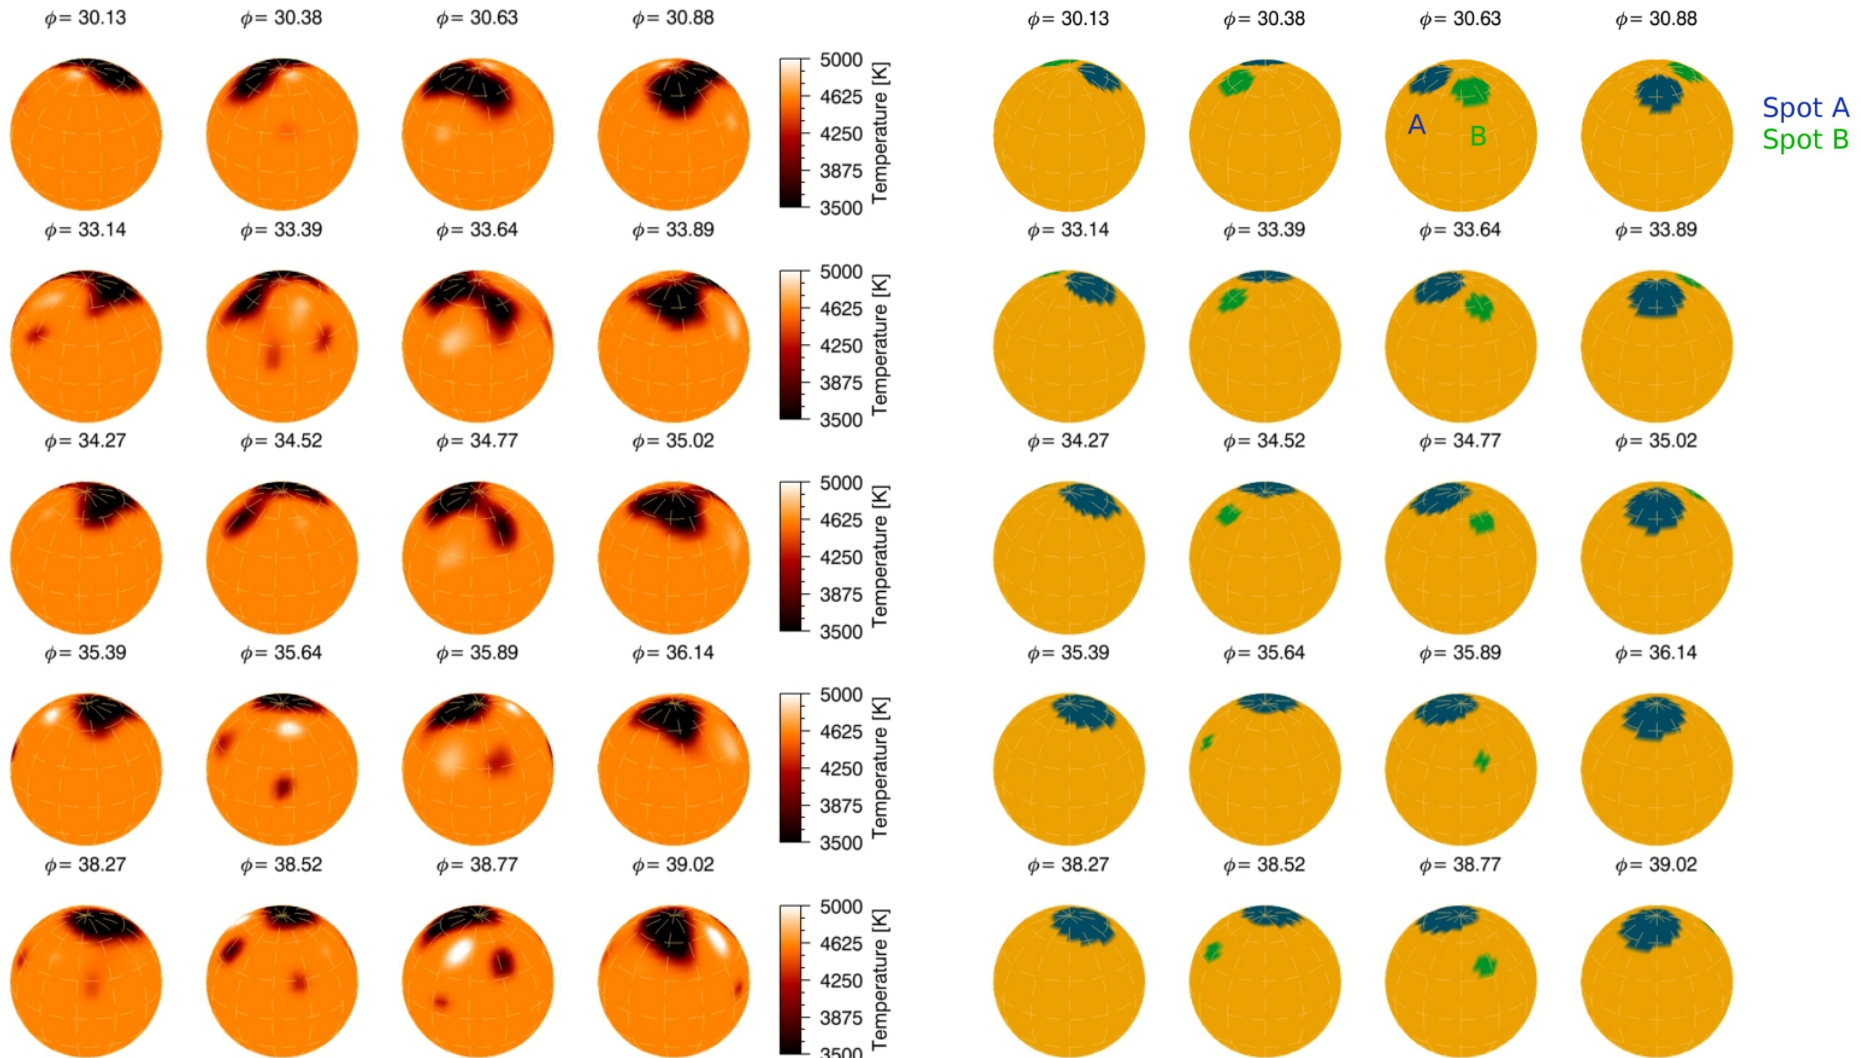 ϕ= 30.13 ϕ= 30.38 ϕ= 30.63 ϕ= 30.88 ϕ= 30.13 ϕ= 30.38 ϕ= 30.63 ϕ= 30.88
5000
4625
4250
3875
3500
Temperature [K]
A
B
Spot A
Spot B
ϕ= 33.14 ϕ= 33.39 ϕ= 33.64 ϕ= 33.89 ϕ= 33.14 ϕ= 33.39 ϕ= 33.64 ϕ= 33.89
5000
4625
4250
3875
3500
Temperature [K]
ϕ= 34.27 ϕ= 34.52 ϕ= 34.77 ϕ= 35.02 ϕ= 34.27 ϕ= 34.52 ϕ= 34.77 ϕ= 35.02
5000
4625
4250
3875
3500
Temperature [K]
ϕ= 35.39 ϕ= 35.64 ϕ= 35.89 ϕ= 36.14 ϕ= 35.39 ϕ= 35.64 ϕ= 35.89 ϕ= 36.14
5000
4625
4250
3875
3500
Temperature [K]
ϕ= 38.27 ϕ= 38.52 ϕ= 38.77 ϕ= 39.02 ϕ= 38.27 ϕ= 38.52 ϕ= 38.77 ϕ= 39.02
5000
4625
4250
3875
3500
Temperature [K]